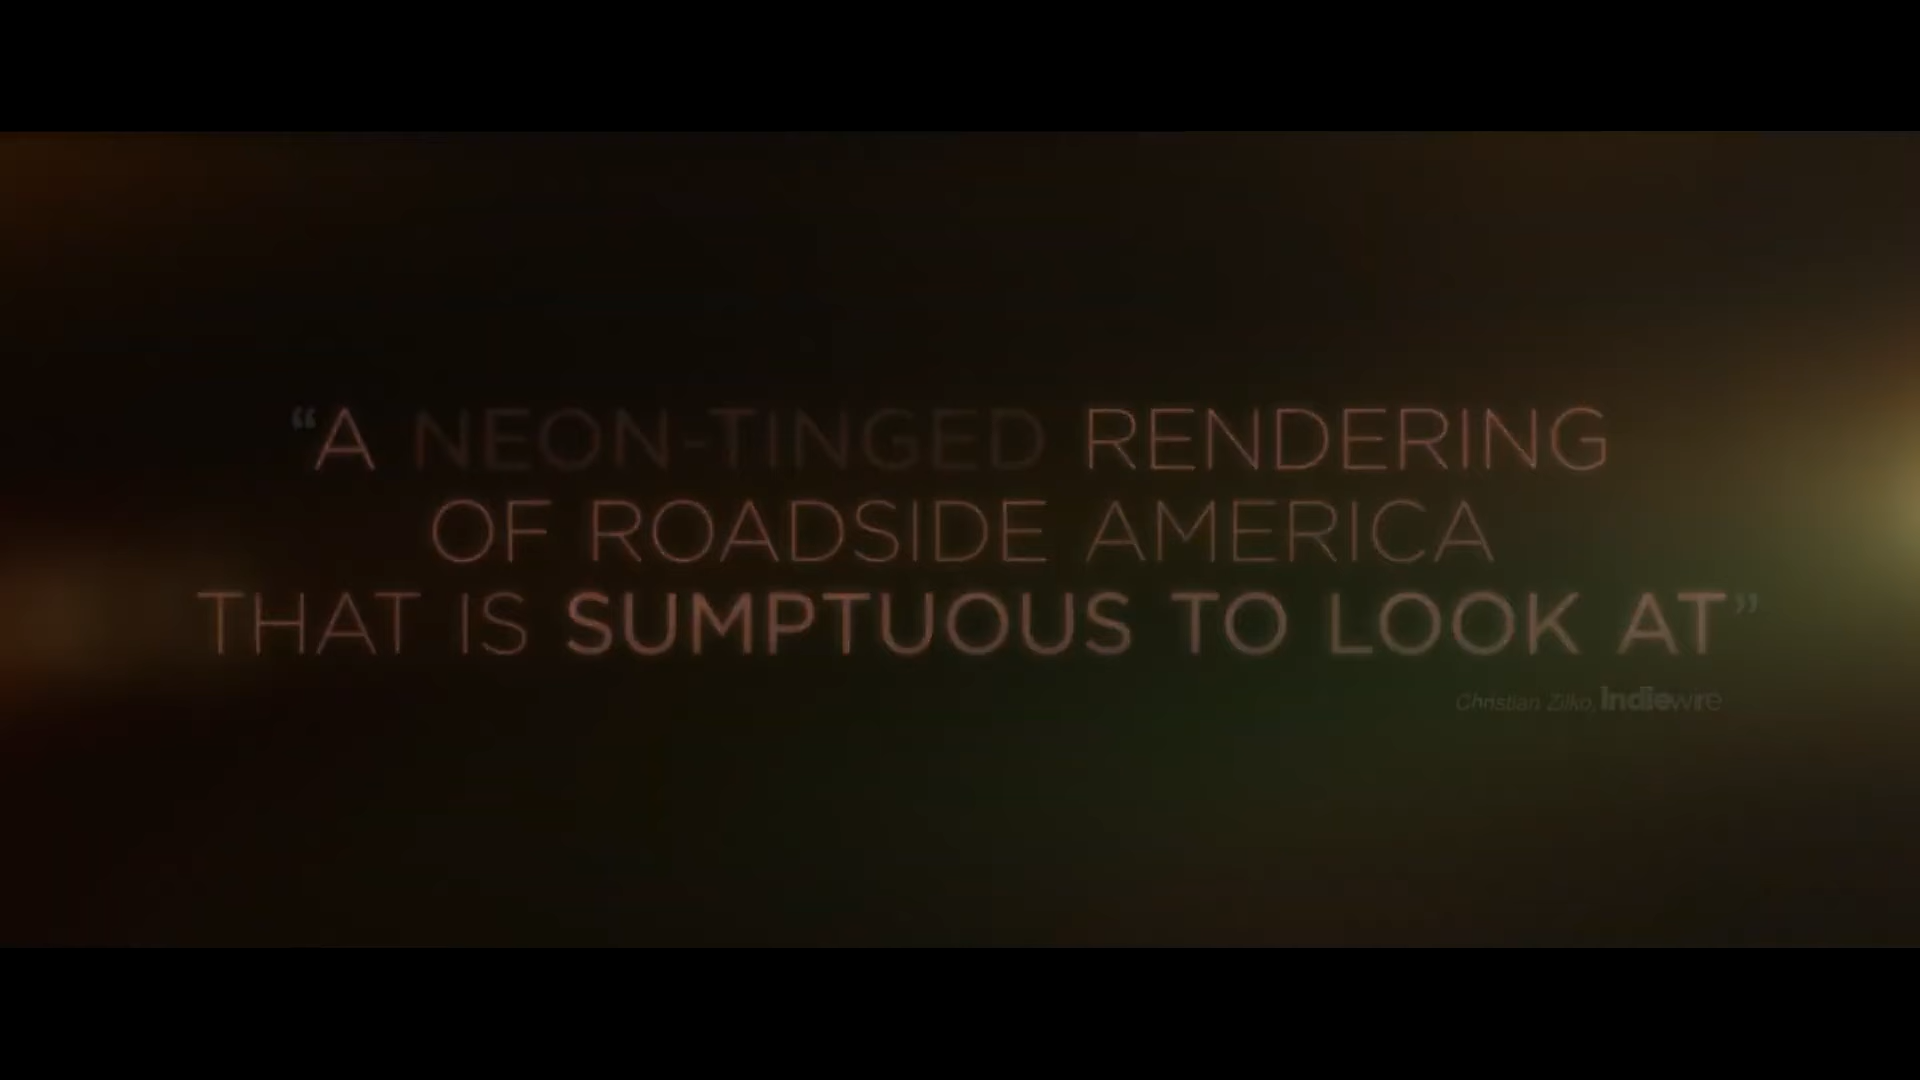 “A NEON-TINGED RENDERING
OF ROADSIDE AMERICA
THAT IS SUMPTUOUS TO LOOK AT”
Christian Zilko, indiewire